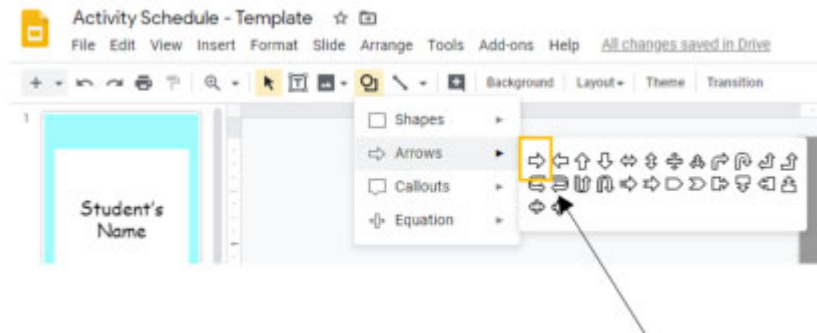 Activity Schedule - Template
File Edit View Insert Format Slide Arrange Tools Add-ons Help All changes saved in Drive
Background Layout Theme Transition
1
Shapes
Arrows
Callouts
Equation
Student's
Name